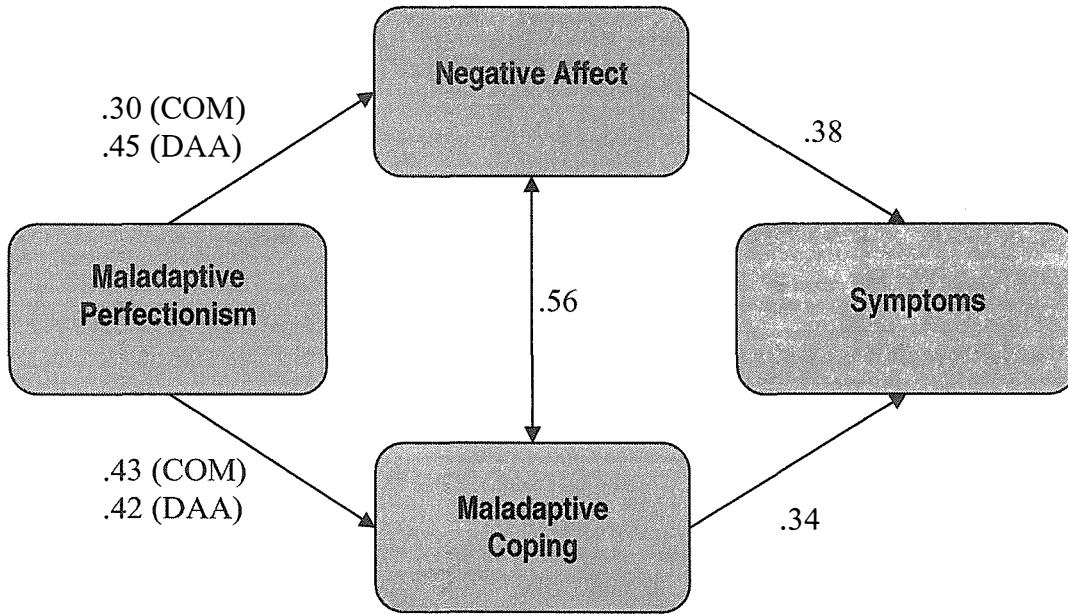 Negative Affect
.30 (COM)
.45 (DAA)
.38
Maladaptive
Perfectionism
.56
Symptoms
.43 (COM)
.42 (DAA)
Maladaptive
Coping
.34